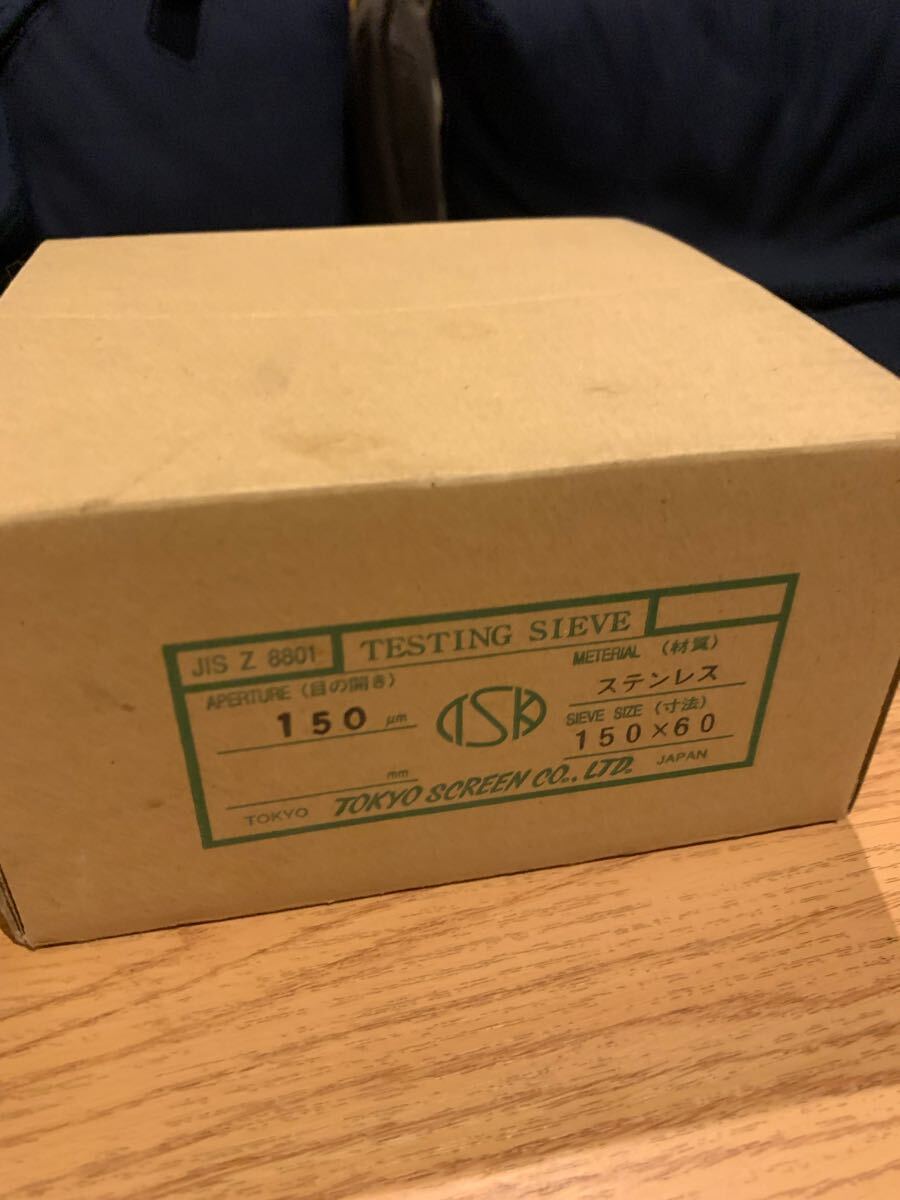 JIS Z 8801
TESTING SIEVE
APERTURE (目の開き)
150 μm
mm
TSK
METERIAL (材質)
ステンレス
SIEVE SIZE (寸法)
150×60
TOKYO TOKYO SCREEN CO., LTD. JAPAN